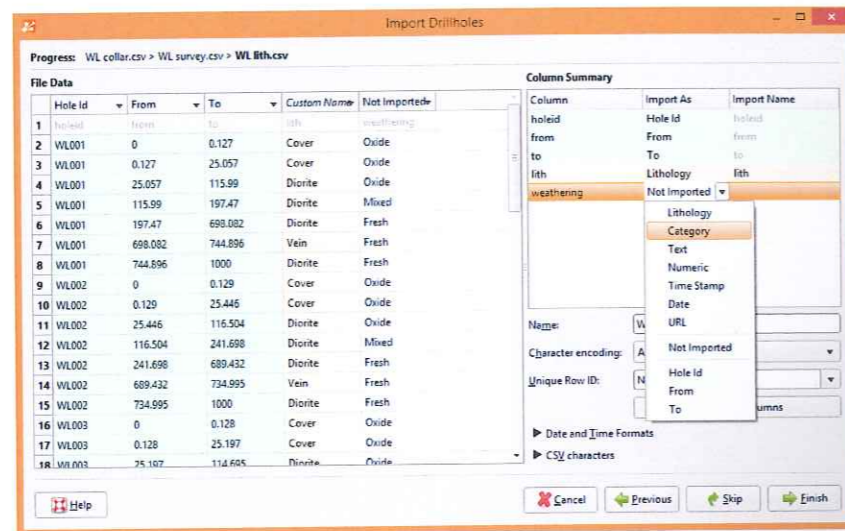 Import Drillholes
Progress: WL collar.csv > WL survey.csv > WL lith.csv
File Data
Hole Id From To Custom Name Not Imported
1 holeid from to lith weathering
2 WL001 0 0.127 Cover Oxide
3 WL001 0.127 25.057 Cover Oxide
4 WL001 25.057 115.99 Diorite Oxide
5 WL001 115.99 197.47 Diorite Mixed
6 WL001 197.47 698.082 Diorite Fresh
7 WL001 698.082 744.896 Vein Fresh
8 WL001 744.896 1000 Diorite Fresh
9 WL002 0 0.129 Cover Oxide
10 WL002 0.129 25.446 Cover Oxide
11 WL002 25.446 116.504 Diorite Oxide
12 WL002 116.504 241.698 Diorite Mixed
13 WL002 241.698 689.432 Diorite Fresh
14 WL002 689.432 734.995 Vein Fresh
15 WL002 734.995 1000 Diorite Fresh
16 WL003 0 0.128 Cover Oxide
17 WL003 0.128 25.197 Cover Oxide
18 WL003 25.197 114.695 Diorite Oxide
Column Summary
Column Import As Import Name
holeid Hole Id holeid
from From from
to To to
lith Lithology lith
weathering Not Imported
Lithology
Category
Text
Numeric
Time Stamp
Date
URL
Not Imported
Hole Id
From
To
Name: W
Character encoding: A
Unique Row ID: N
umns
Date and Time Formats
CSV characters
Help
Cancel Previous Skip Finish